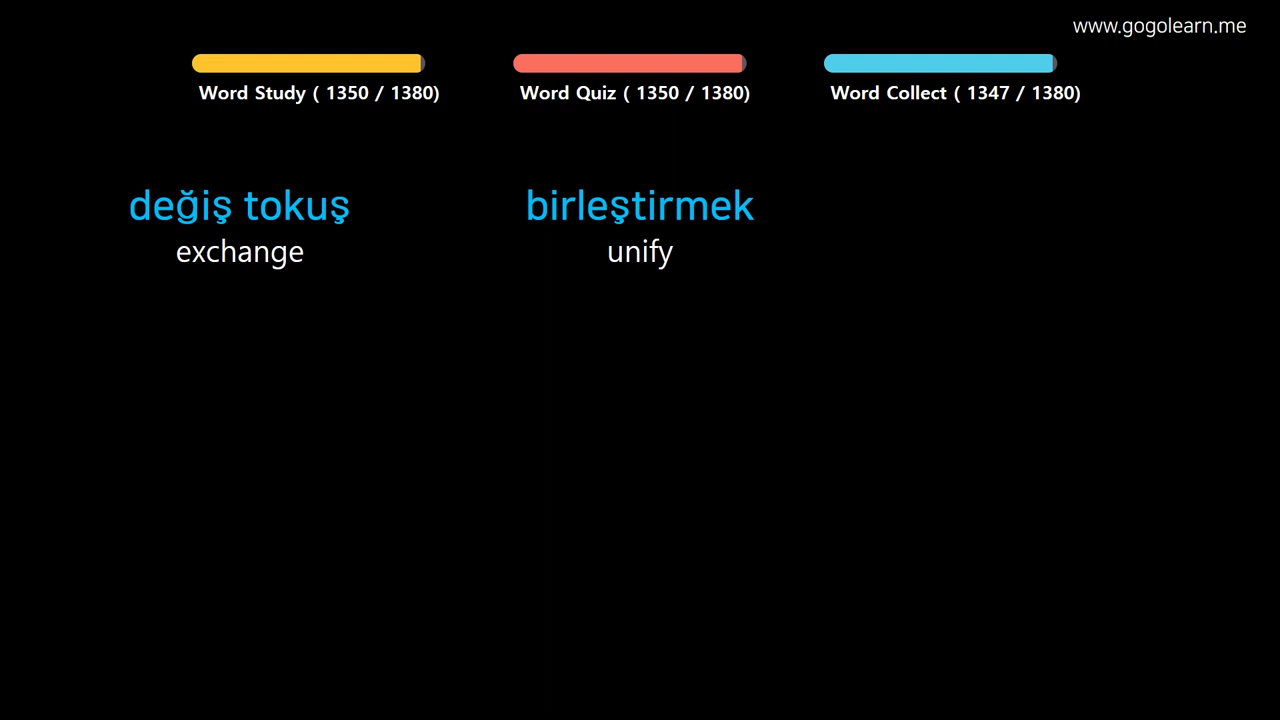 www.gogolearn.me
Word Study ( 1350 / 1380)
Word Quiz ( 1350 / 1380)
Word Collect ( 1347 / 1380)
değiş tokuş
exchange
birleştirmek
unify